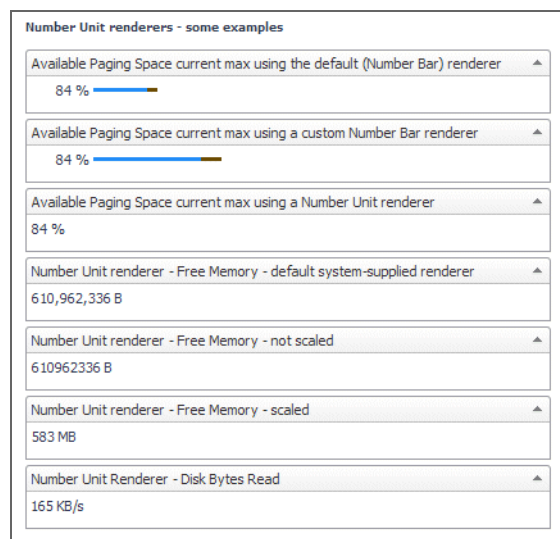 Number Unit renderers - some examples
Available Paging Space current max using the default (Number Bar) renderer
84 %
Available Paging Space current max using a custom Number Bar renderer
84 %
Available Paging Space current max using a Number Unit renderer
84 %
Number Unit renderer - Free Memory - default system-supplied renderer
610,962,336 B
Number Unit renderer - Free Memory - not scaled
610962336 B
Number Unit renderer - Free Memory - scaled
583 MB
Number Unit Renderer - Disk Bytes Read
165 KB/s